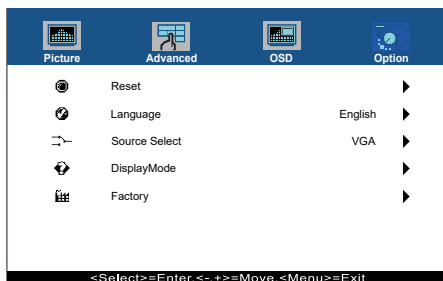 Picture Advanced OSD Option
Reset
Language English
Source Select VGA
DisplayMode
Factory
<Select>=Enter,<-,+>=Move,<Menu>=Exit